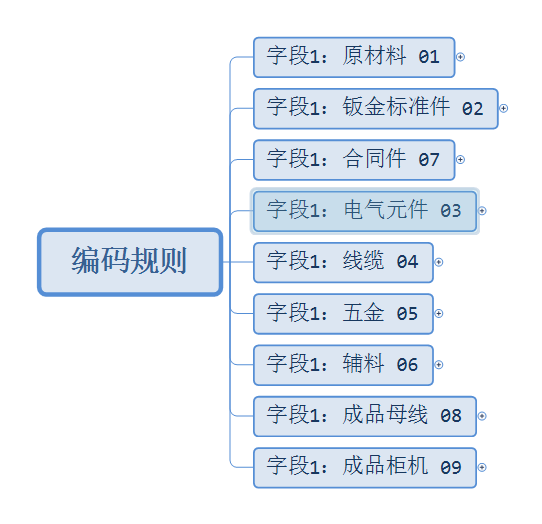 编码规则
字段1: 原材料 01
字段1: 钣金标准件 02
字段1: 合同件 07
字段1: 电气元件 03
字段1: 线缆 04
字段1: 五金 05
字段1: 辅料 06
字段1: 成品母线 08
字段1: 成品柜机 09